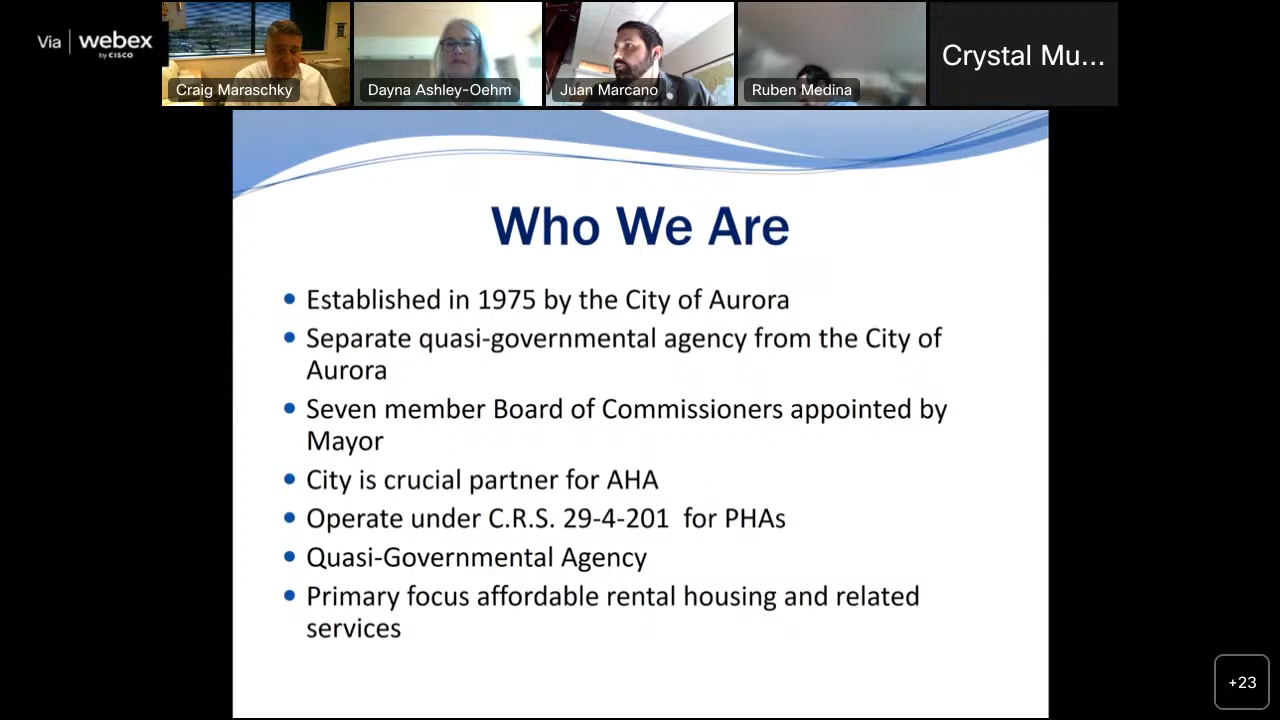 Via | webex
by CISCO
Craig Maraschky
Dayna Ashley-Oehm
Juan Marcano
Ruben Medina
Crystal Mu...
Who We Are
• Established in 1975 by the City of Aurora
• Separate quasi-governmental agency from the City of
Aurora
• Seven member Board of Commissioners appointed by
Mayor
• City is crucial partner for AHA
• Operate under C.R.S. 29-4-201  for PHAs
• Quasi-Governmental Agency
• Primary focus affordable rental housing and related
services
+23